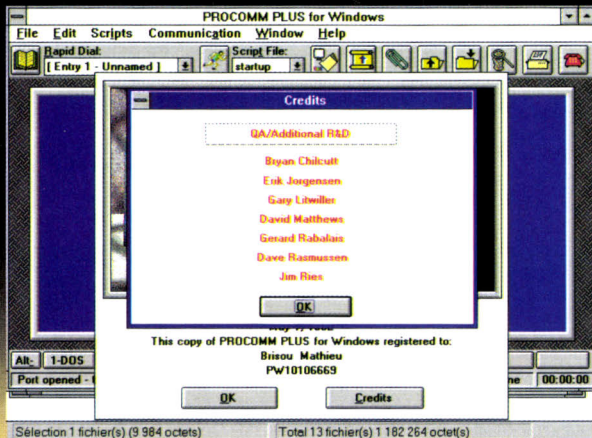 PROCOMM PLUS for Windows
File Edit Scripts Communication Window Help
Rapid Dial:
[ Entry 1 - Unnamed ]
Script File:
startup
Credits
QA/Additional R&D
Bryan Chilcutt
Erik Jorgensen
Gary Litwiller
David Matthews
Gerard Rabalais
Dave Rasmussen
Jim Ries
OK
This copy of PROCOMM PLUS for Windows registered to:
Brisou Mathieu
PW10106669
OK Credits
Alt- 1-DOS
Port opened -
00:00:00
Sélection 1 fichier(s) (9 984 octets) Total 13 fichier(s) 1 182 264 octet(s)